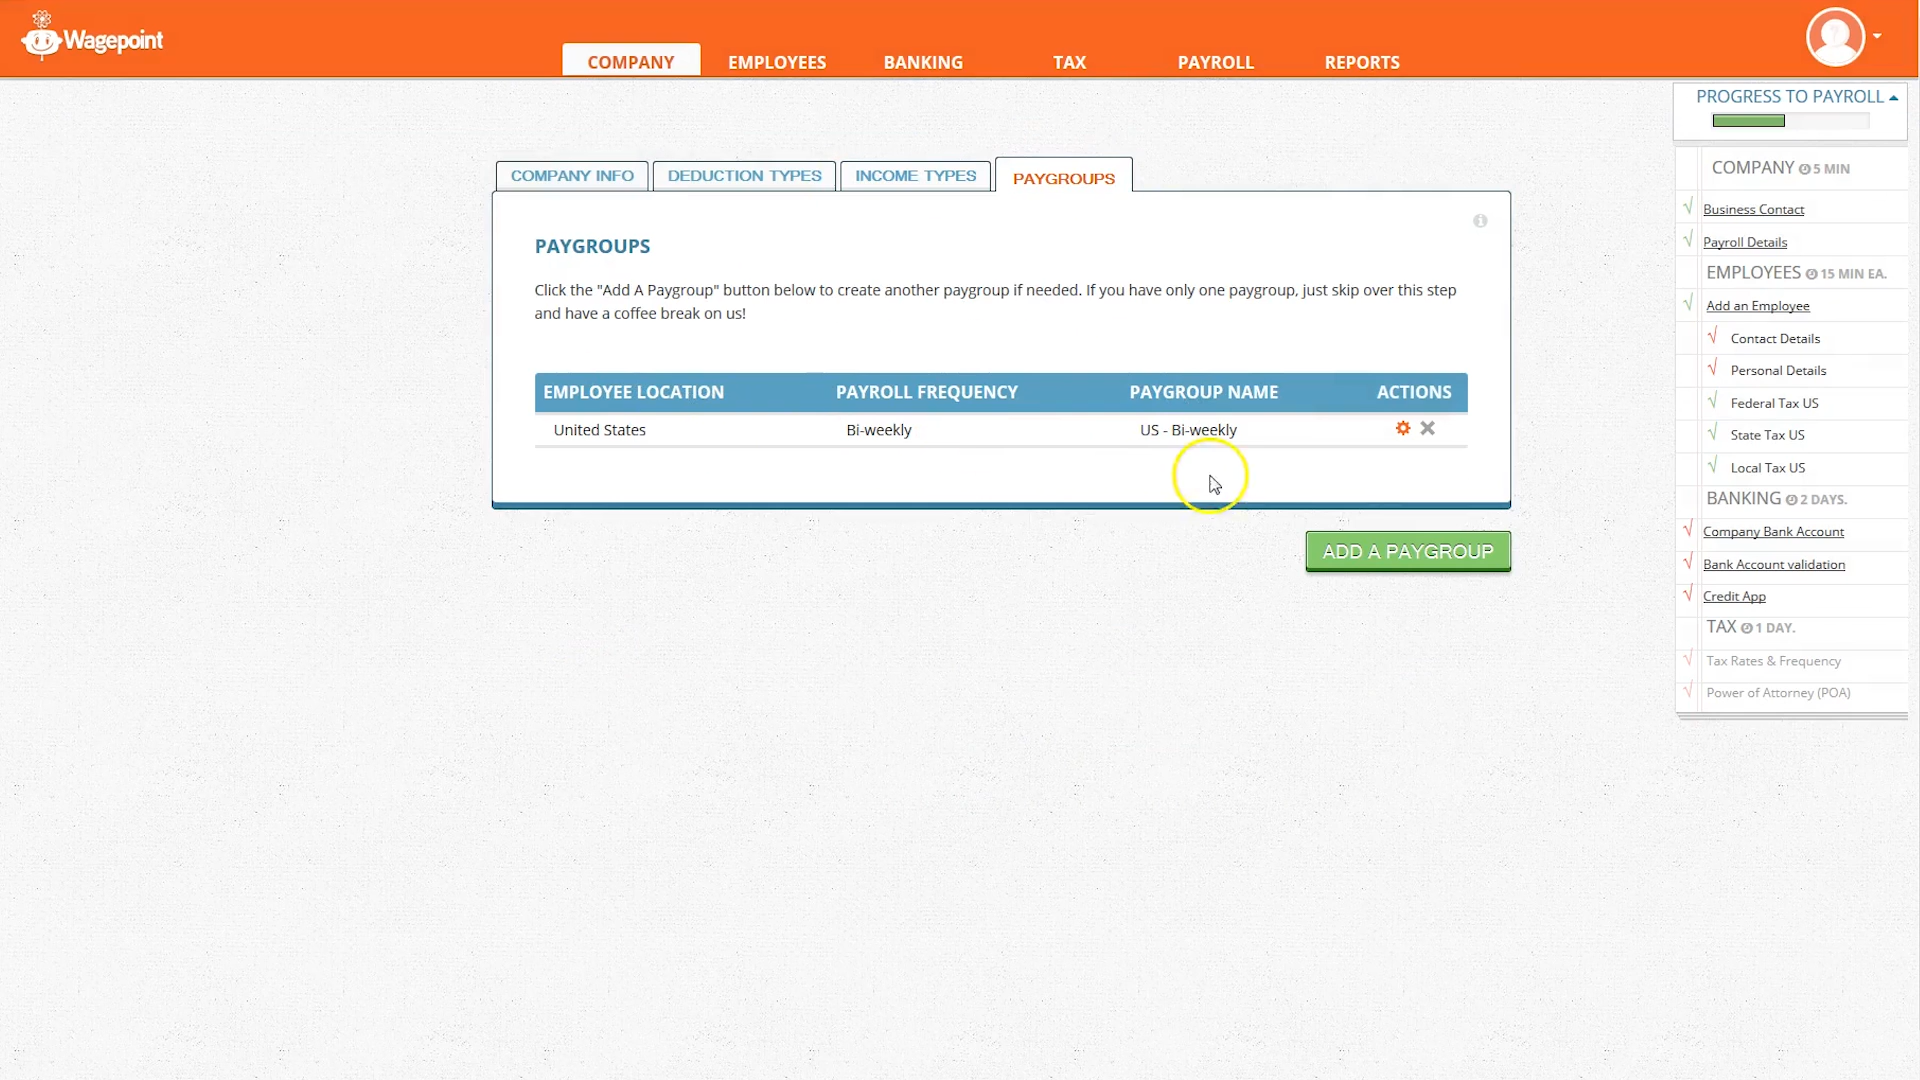 Wagepoint
COMPANY
EMPLOYEES
BANKING
TAX
PAYROLL
REPORTS
PROGRESS TO PAYROLL
COMPANY INFO
DEDUCTION TYPES
INCOME TYPES
PAYGROUPS
PAYGROUPS
Click the "Add A Paygroup" button below to create another paygroup if needed. If you have only one paygroup, just skip over this step
and have a coffee break on us!
EMPLOYEE LOCATION PAYROLL FREQUENCY PAYGROUP NAME ACTIONS
United States Bi-weekly US - Bi-weekly
ADD A PAYGROUP
COMPANY 5 MIN
Business Contact
Payroll Details
EMPLOYEES 15 MIN EA.
Add an Employee
Contact Details
Personal Details
Federal Tax US
State Tax US
Local Tax US
BANKING 2 DAYS.
Company Bank Account
Bank Account validation
Credit App
TAX 1 DAY.
Tax Rates & Frequency
Power of Attorney (POA)